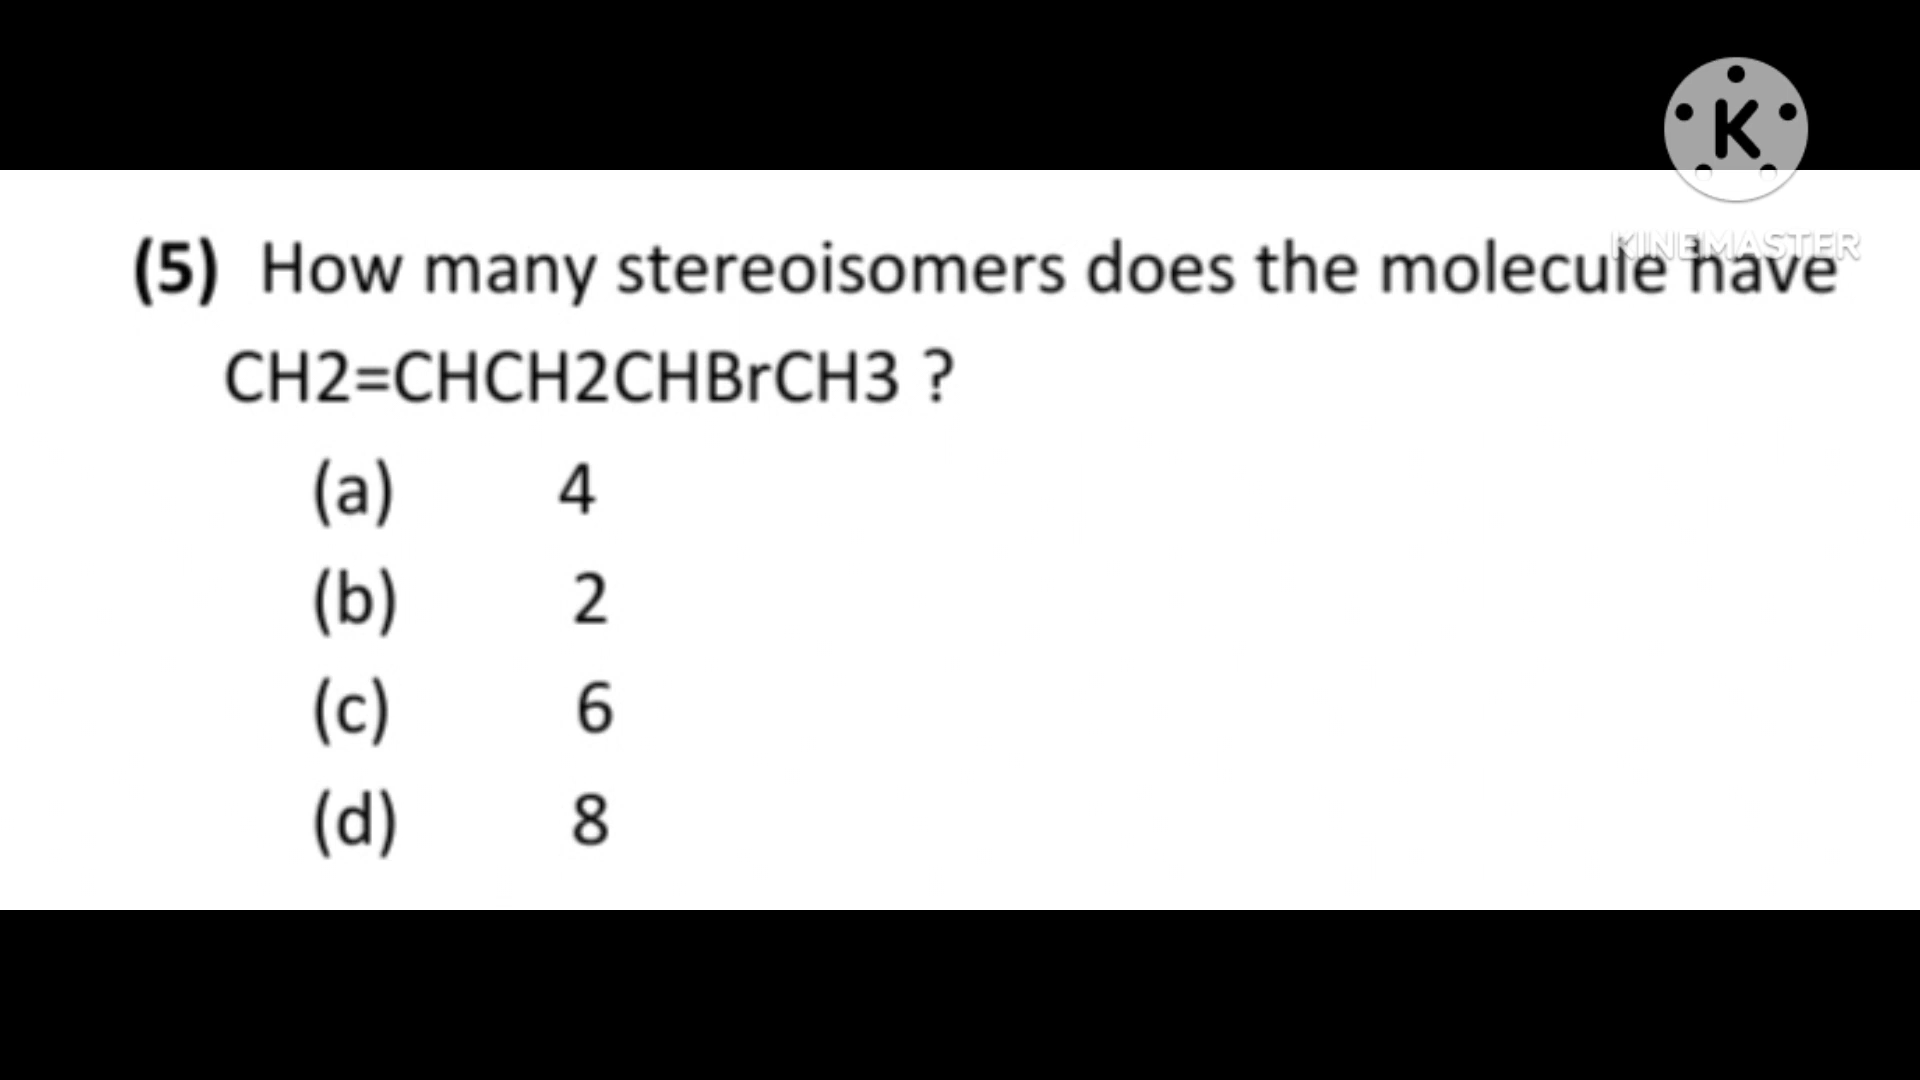 K
KINEMASTER
(5) How many stereoisomers does the molecule have
CH2=CHCH2CHBrCH3 ?
(a) 4
(b) 2
(c) 6
(d) 8